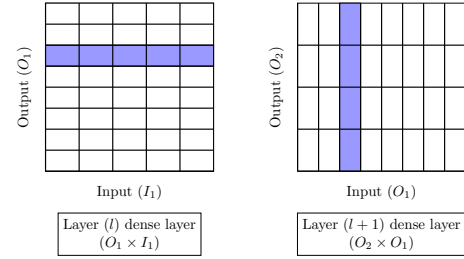 Output (O₁)
Input (I₁)
Layer (l) dense layer
(O₁ × I₁)
Output (O₂)
Input (O₁)
Layer (l + 1) dense layer
(O₂ × O₁)